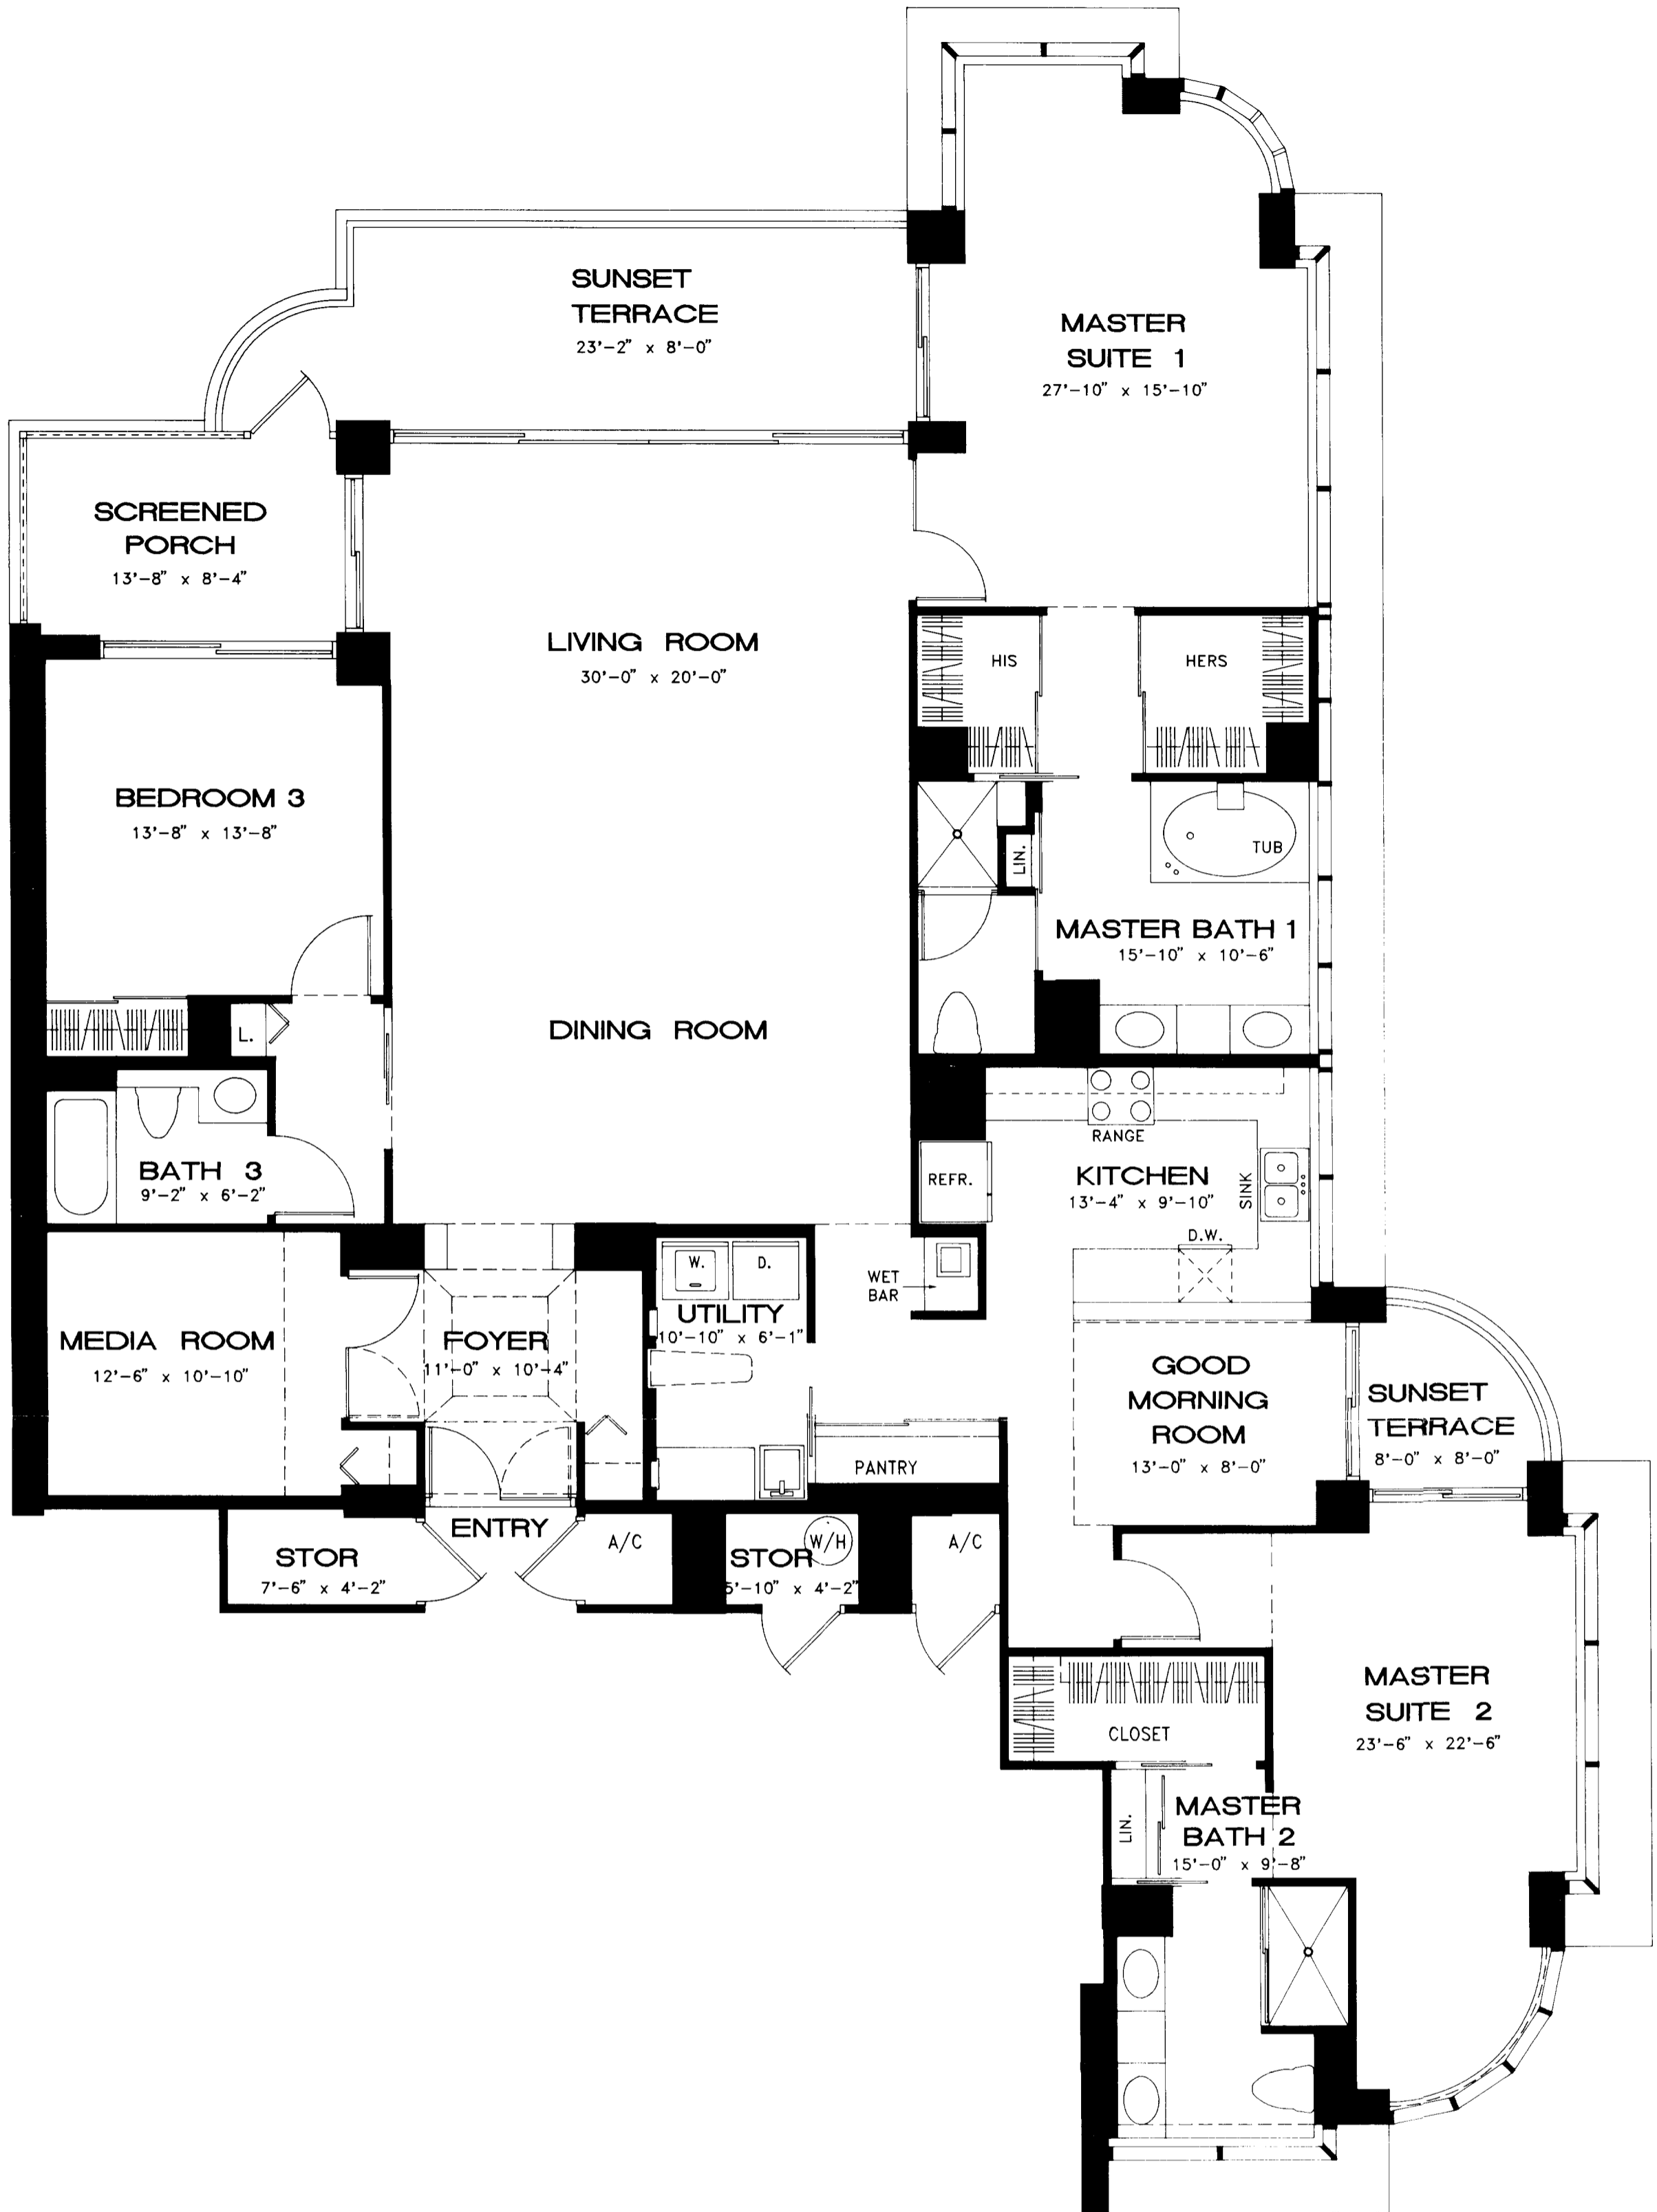 SUNSET
TERRACE
23'-2" x 8'-0"
MASTER
SUITE 1
27'-10" x 15'-10"
SCREENED
PORCH
13'-8" x 8'-4"
LIVING ROOM
30'-0" x 20'-0"
HIS
HERS
BEDROOM 3
13'-8" x 13'-8"
TUB
LIN.
MASTER BATH 1
15'-10" x 10'-6"
L.
DINING ROOM
BATH 3
9'-2" x 6'-2"
RANGE
REFR.
KITCHEN
13'-4" x 9'-10"
SINK
D.W.
W.
D.
WET
BAR
UTILITY
10'-10" x 6'-1"
MEDIA ROOM
12'-6" x 10'-10"
FOYER
11'-0" x 10'-4"
GOOD
MORNING
ROOM
13'-0" x 8'-0"
SUNSET
TERRACE
8'-0" x 8'-0"
PANTRY
ENTRY
STOR
7'-6" x 4'-2"
A/C
STOR
W/H
5'-10" x 4'-2"
A/C
MASTER
SUITE 2
23'-6" x 22'-6"
CLOSET
LIN.
MASTER
BATH 2
15'-0" x 9'-8"